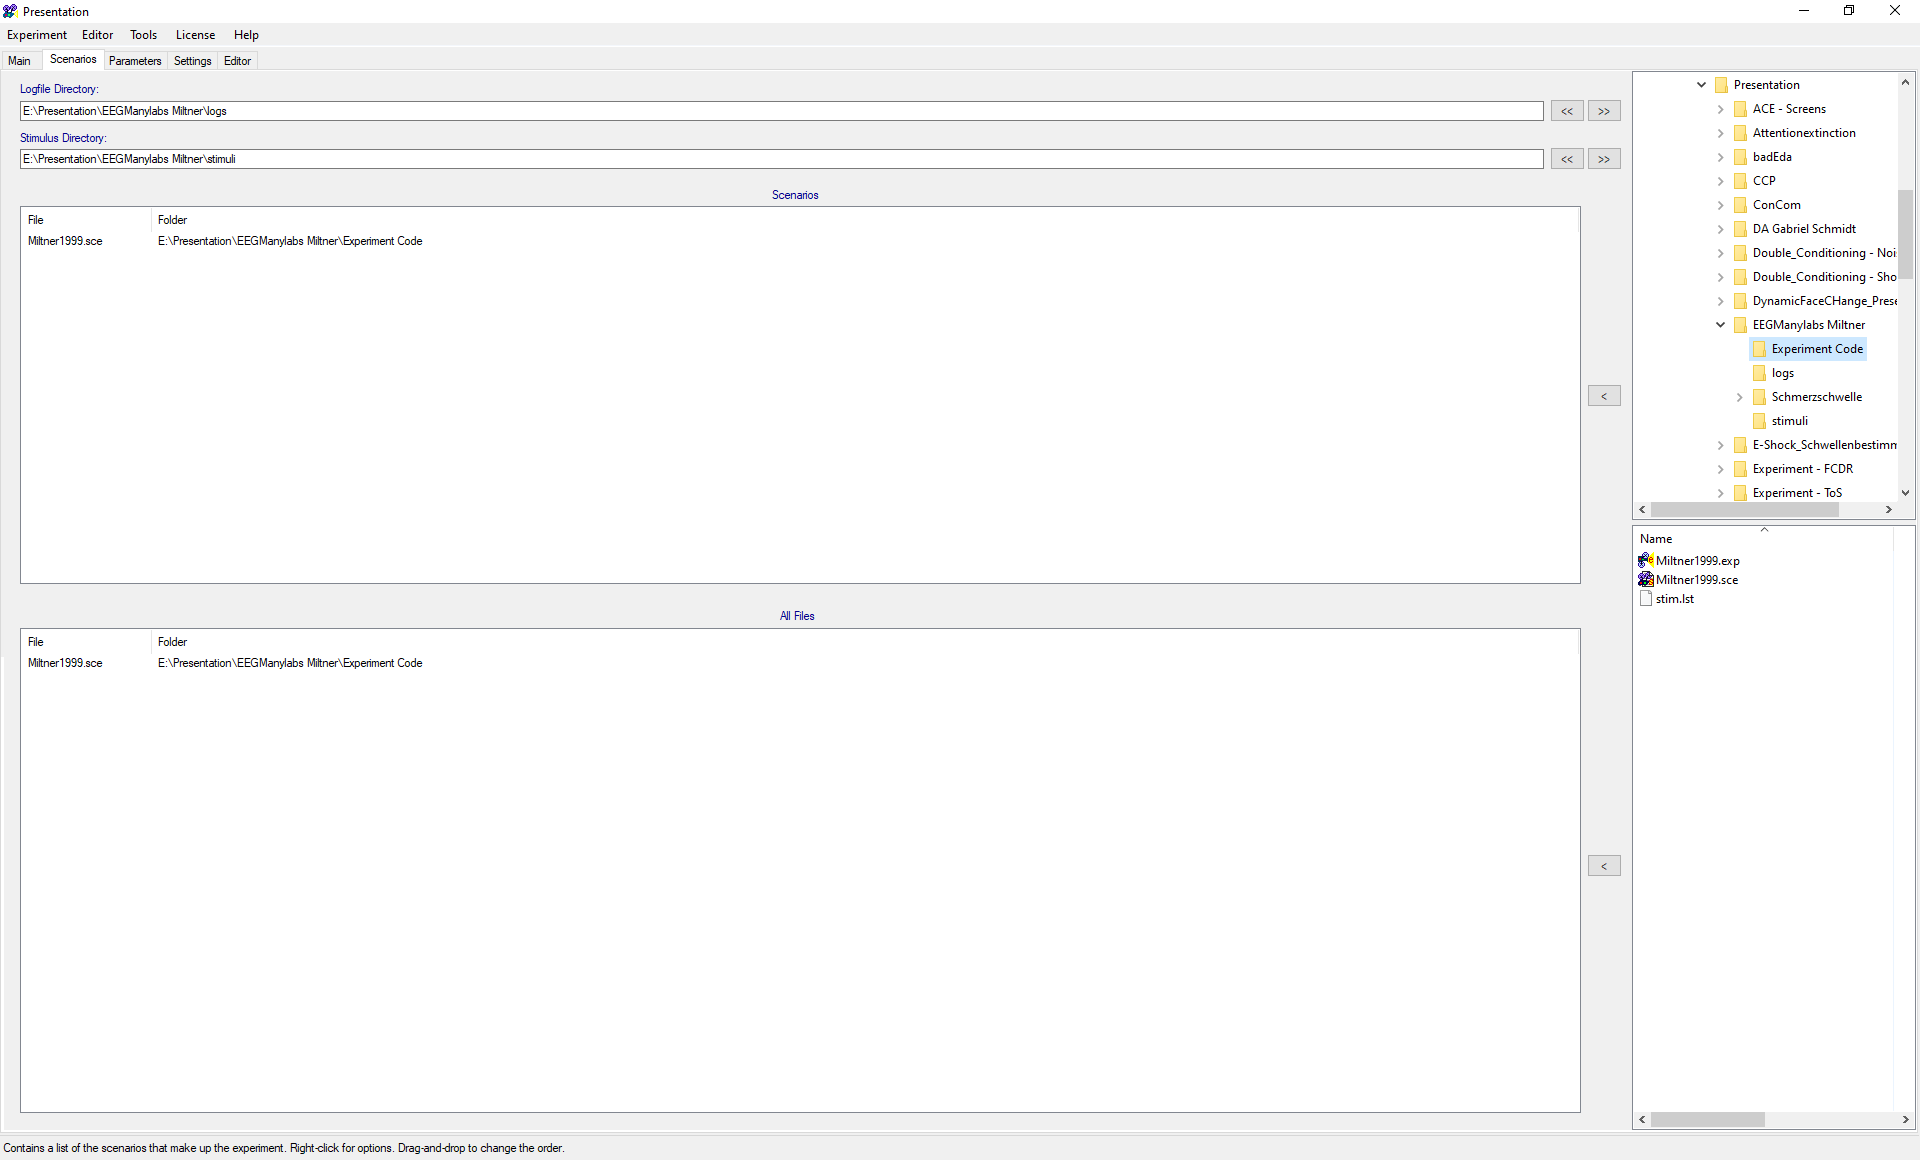 Presentation
Experiment Editor Tools License Help
Main Scenarios Parameters Settings Editor
Logfile Directory:
E:\Presentation\EEGManylabs Miltner\logs
<< >>
Stimulus Directory:
E:\Presentation\EEGManylabs Miltner\stimuli
<< >>
Scenarios
File Folder
Miltner1999.sce E:\Presentation\EEGManylabs Miltner\Experiment Code
<
All Files
File Folder
Miltner1999.sce E:\Presentation\EEGManylabs Miltner\Experiment Code
<
Presentation
ACE - Screens
Attentionextinction
badEda
CCP
ConCom
DA Gabriel Schmidt
Double_Conditioning - Noi
Double_Conditioning - Sho
DynamicFaceCHange_Prese
EEGManylabs Miltner
Experiment Code
logs
Schmerzschwelle
stimuli
E-Shock_Schwellenbestimm
Experiment - FCDR
Experiment - ToS
Name
Miltner1999.exp
Miltner1999.sce
stim.lst
Contains a list of the scenarios that make up the experiment. Right-click for options. Drag-and-drop to change the order.